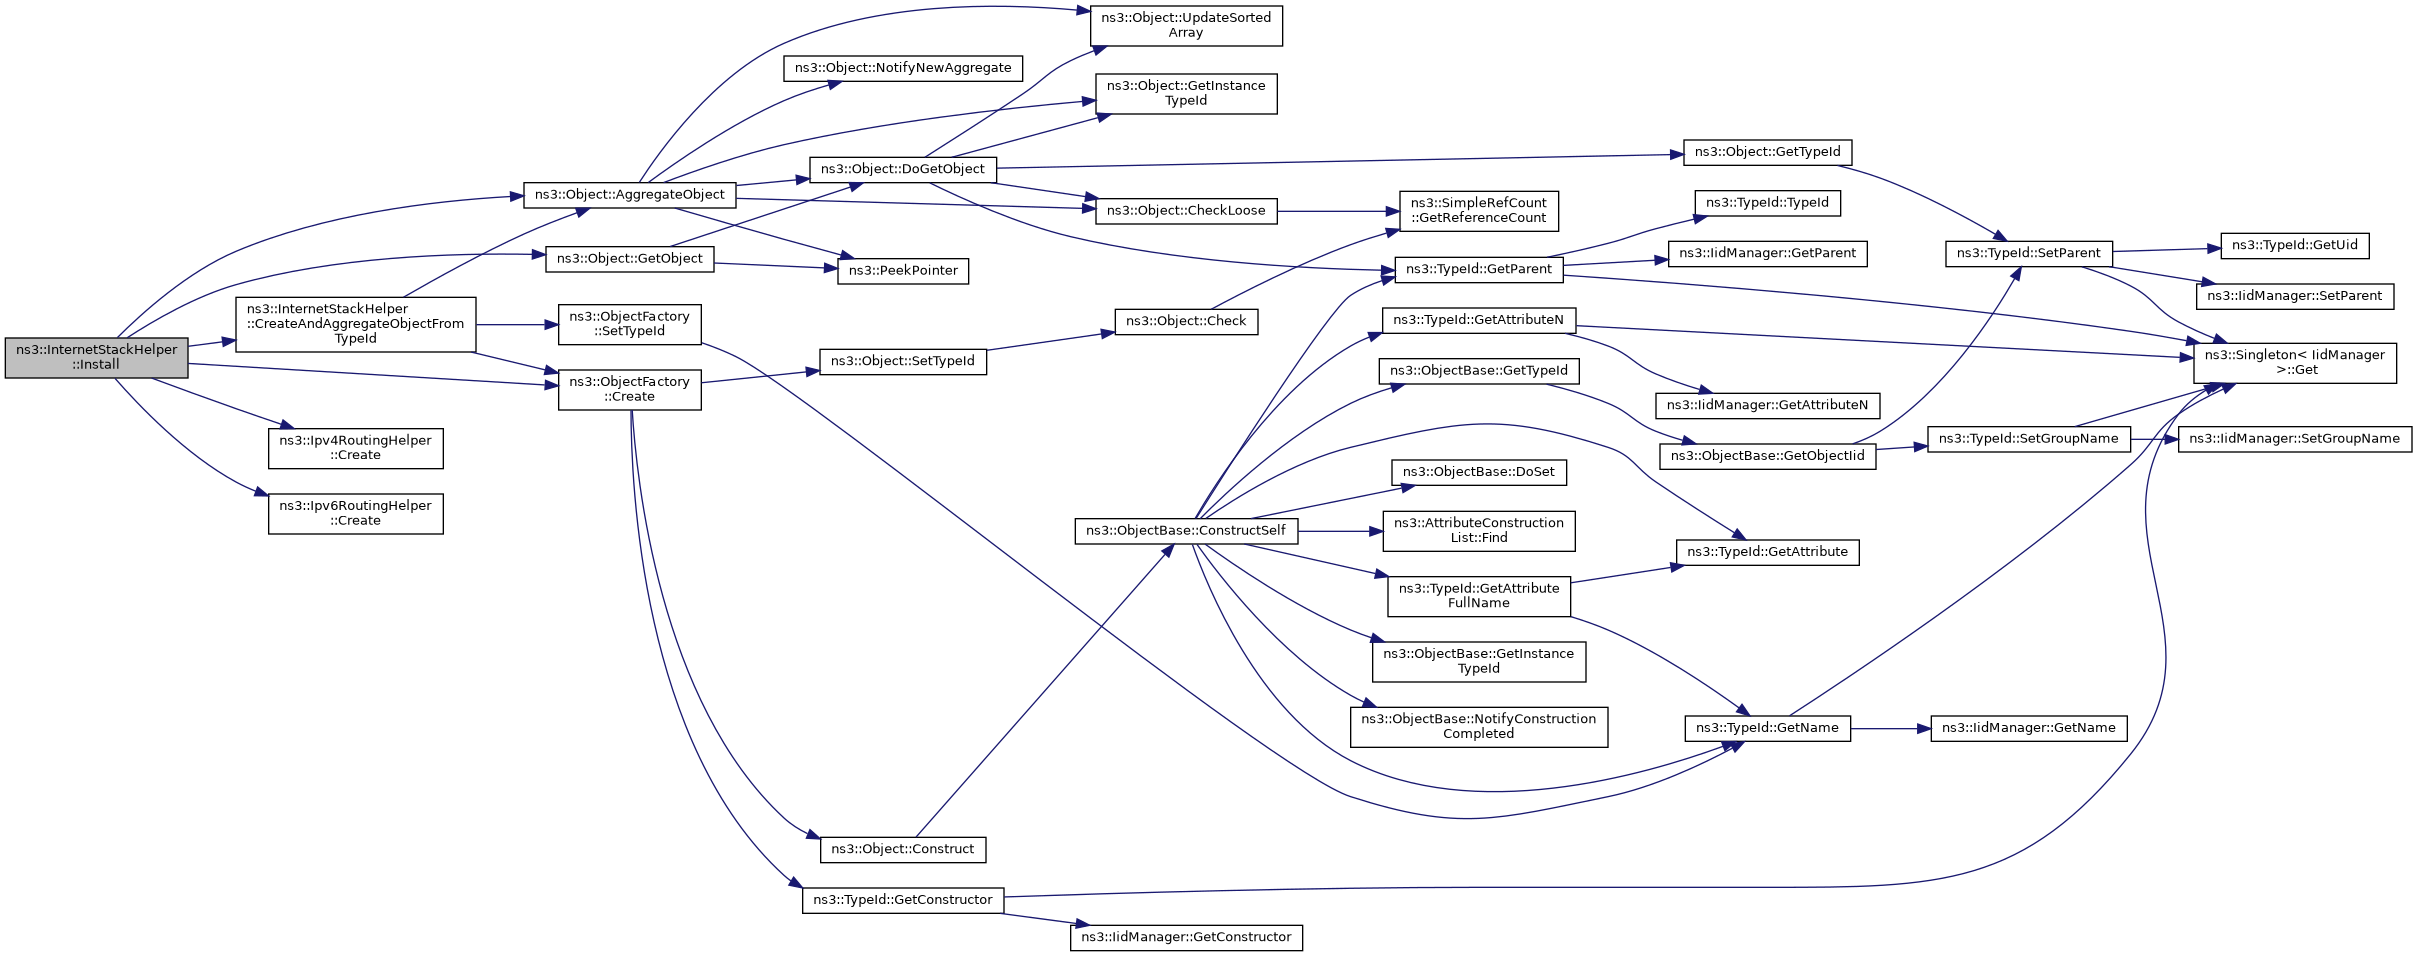 ns3::InternetStackHelper
::Install
ns3::Object::AggregateObject
ns3::Object::GetObject
ns3::InternetStackHelper
::CreateAndAggregateObjectFrom
TypeId
ns3::ObjectFactory
::SetTypeId
ns3::ObjectFactory
::Create
ns3::Ipv4RoutingHelper
::Create
ns3::Ipv6RoutingHelper
::Create
ns3::Object::UpdateSorted
Array
ns3::Object::NotifyNewAggregate
ns3::Object::GetInstance
TypeId
ns3::Object::DoGetObject
ns3::Object::CheckLoose
ns3::PeekPointer
ns3::Object::SetTypeId
ns3::Object::Check
ns3::SimpleRefCount
::GetReferenceCount
ns3::TypeId::GetParent
ns3::TypeId::GetAttributeN
ns3::ObjectBase::GetTypeId
ns3::ObjectBase::DoSet
ns3::ObjectBase::ConstructSelf
ns3::AttributeConstruction
List::Find
ns3::TypeId::GetAttribute
FullName
ns3::ObjectBase::GetInstance
TypeId
ns3::ObjectBase::NotifyConstruction
Completed
ns3::Object::Construct
ns3::TypeId::GetConstructor
ns3::IidManager::GetConstructor
ns3::Object::GetTypeId
ns3::TypeId::TypeId
ns3::IidManager::GetParent
ns3::IidManager::GetAttributeN
ns3::ObjectBase::GetObjectIid
ns3::TypeId::GetAttribute
ns3::TypeId::GetName
ns3::TypeId::SetParent
ns3::TypeId::SetGroupName
ns3::IidManager::GetName
ns3::TypeId::GetUid
ns3::IidManager::SetParent
ns3::Singleton< IidManager
>::Get
ns3::IidManager::SetGroupName